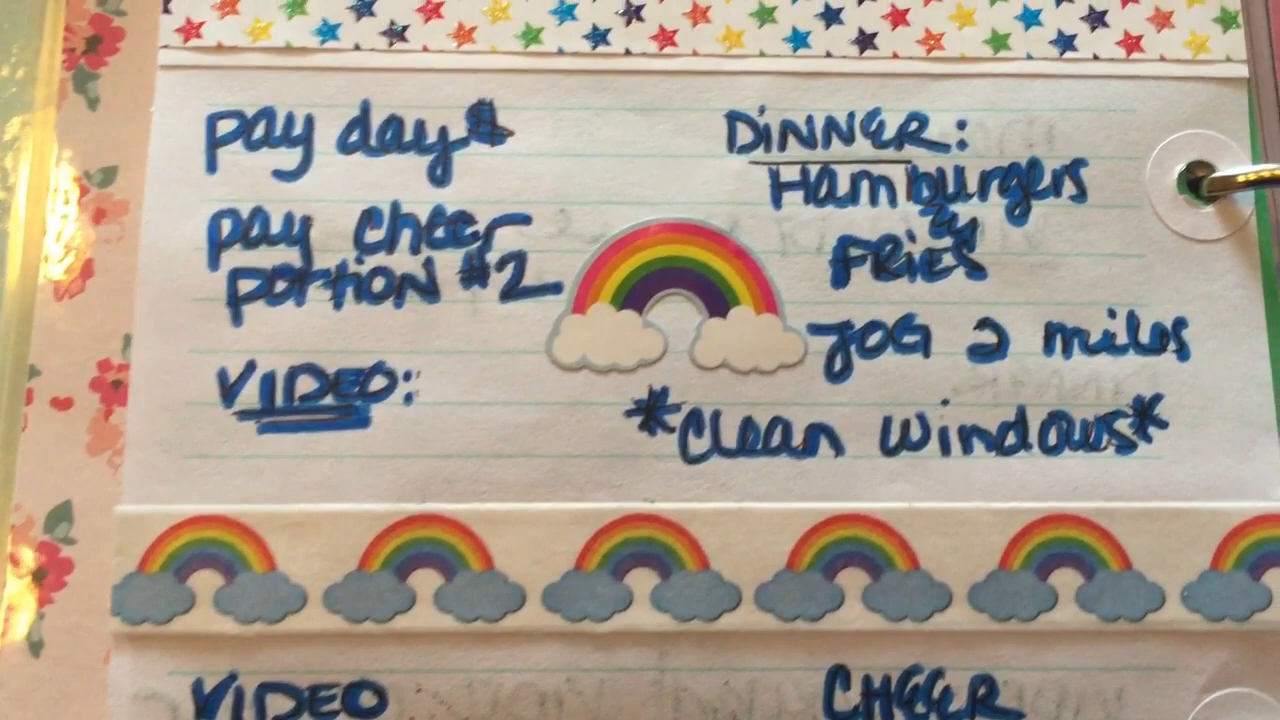 pay day$
pay cheer
portion #2
VIDEO:
DINNER:
Hamburgers
&
FRIES
JOG 2 miles
*clean windows*
VIDEO
CHEER